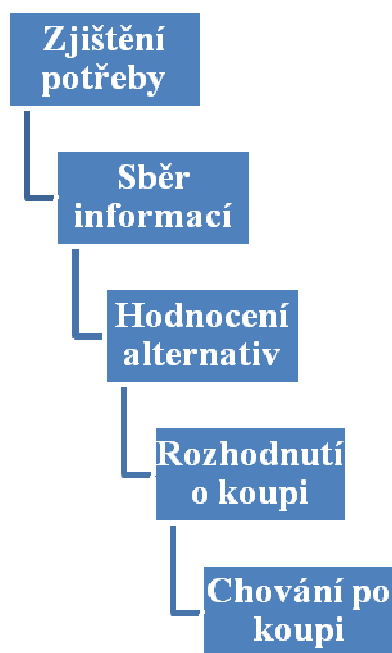 Zjištění
potřeby
Sběr
informací
Hodnocení
alternativ
Rozhodnutí
o koupi
Chování po
koupi